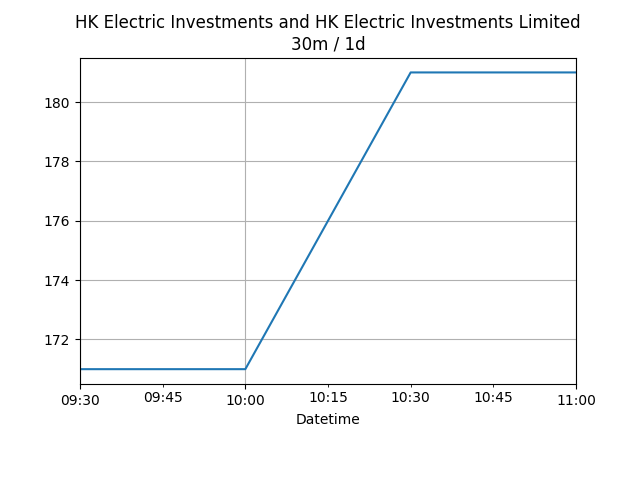 HK Electric Investments and HK Electric Investments Limited
30m / 1d
180
178
176
174
172
09:30 09:45 10:00 10:15 10:30 10:45 11:00
Datetime